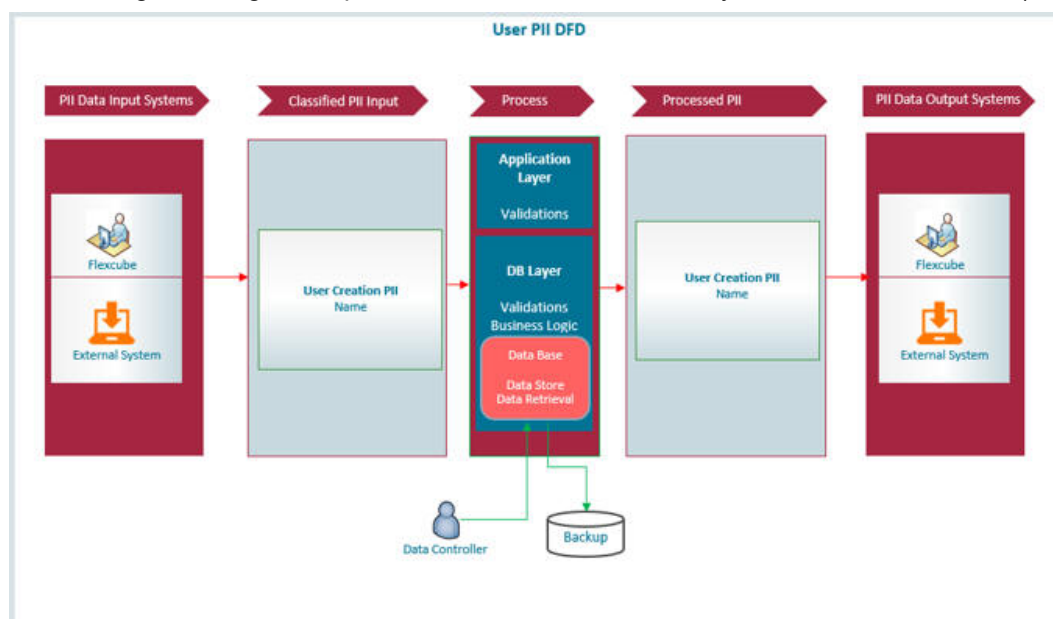 User PII DFD
PII Data Input Systems
Classified PII Input
Process
Processed PII
PII Data Output Systems
Flexcube
External System
User Creation PII
Name
Application
Layer
Validations
DB Layer
Validations
Business Logic
Data Base
Data Store
Data Retrieval
User Creation PII
Name
Flexcube
External System
Data Controller
Backup